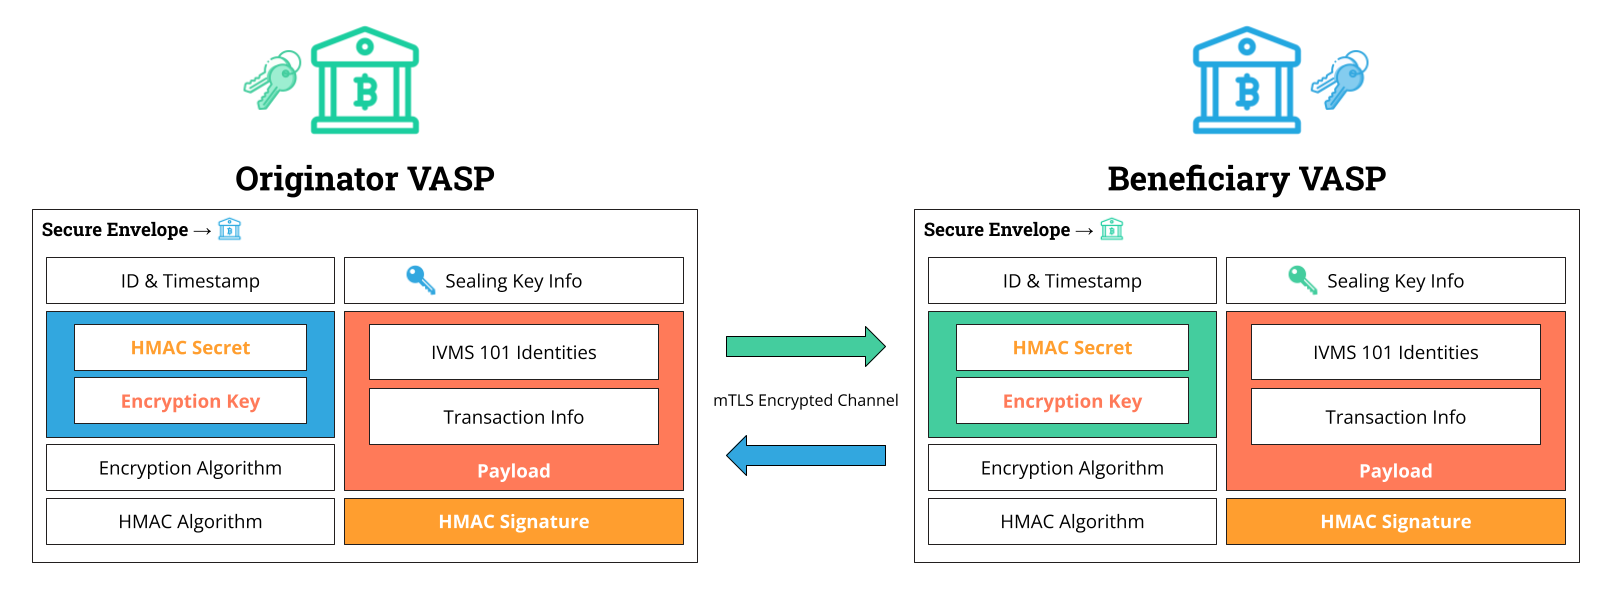 Originator VASP
Secure Envelope →
ID & Timestamp
Sealing Key Info
HMAC Secret
Encryption Key
IVMS 101 Identities
Transaction Info
Payload
Encryption Algorithm
HMAC Algorithm
HMAC Signature
mTLS Encrypted Channel
Beneficiary VASP
Secure Envelope →
ID & Timestamp
Sealing Key Info
HMAC Secret
Encryption Key
IVMS 101 Identities
Transaction Info
Payload
Encryption Algorithm
HMAC Algorithm
HMAC Signature